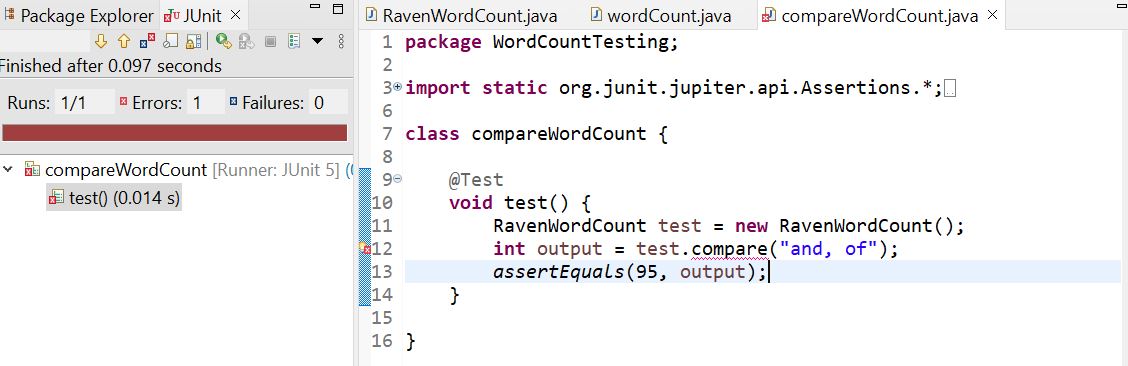 Package Explorer JUnit
Finished after 0.097 seconds
Runs: 1/1 Errors: 1 Failures: 0
compareWordCount [Runner: JUnit 5] (0
test() (0.014 s)
RavenWordCount.java wordCount.java compareWordCount.java
1 package WordCountTesting;
2
3 import static org.junit.jupiter.api.Assertions.*;
6
7 class compareWordCount {
8
9 @Test
10 void test() {
11 RavenWordCount test = new RavenWordCount();
12 int output = test.compare("and, of");
13 assertEquals(95, output);
14 }
15
16 }